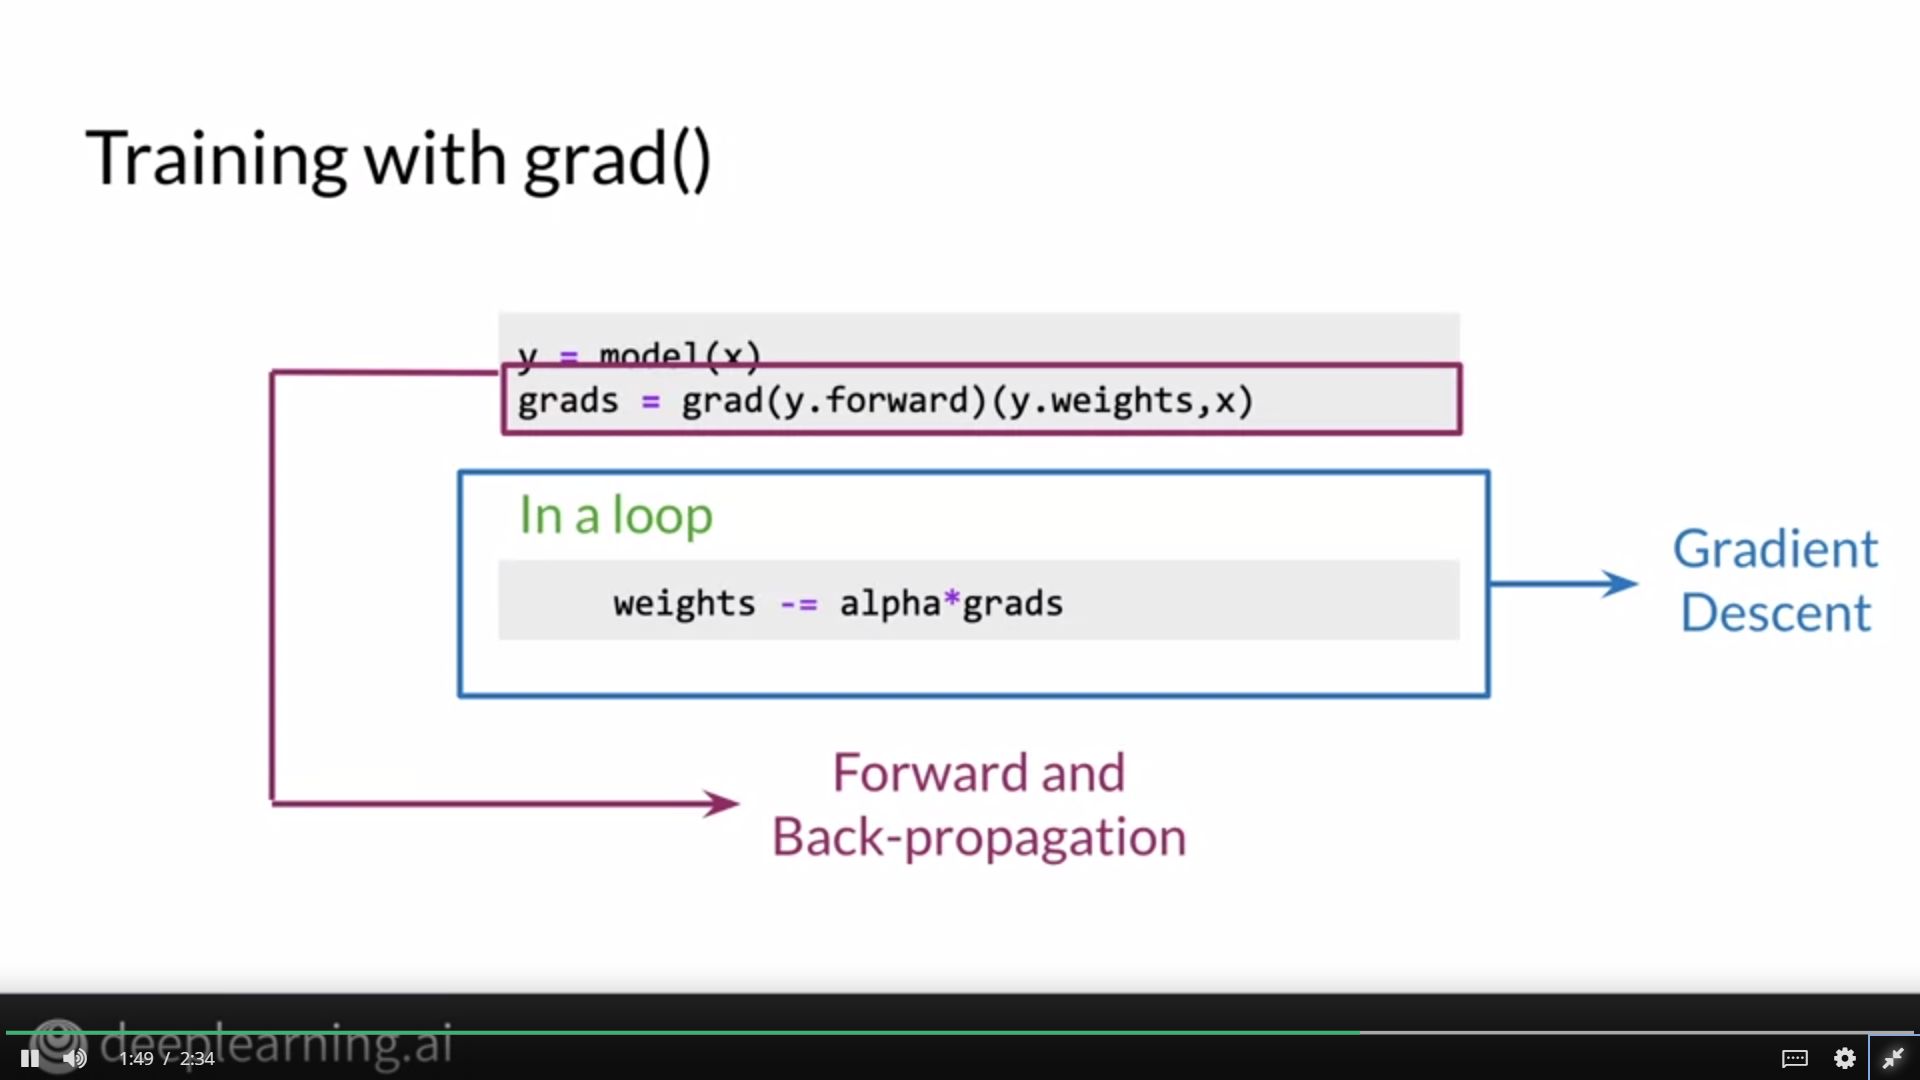 Training with grad()
y = model(x)
grads = grad(y.forward)(y.weights,x)
In a loop
weights -= alpha*grads
Gradient
Descent
Forward and
Back-propagation
deeplearning.ai
1:49 / 2:34